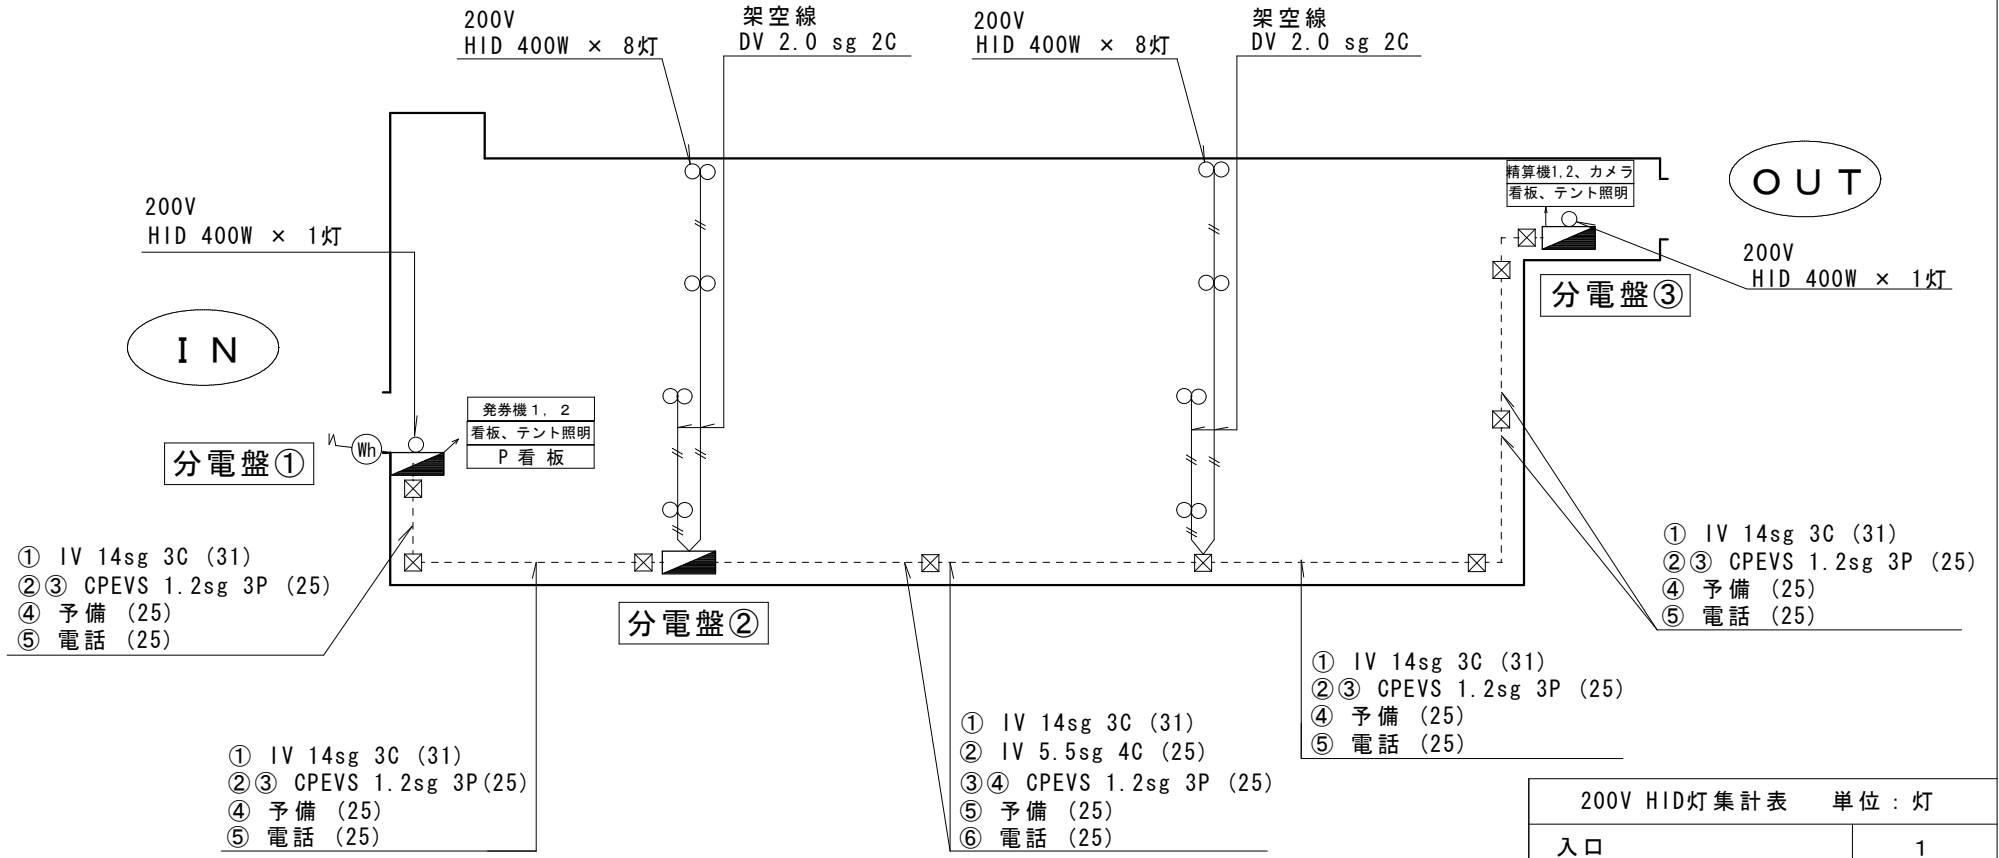 200V
HID 400W × 8灯
架空線
DV 2.0 sg 2C
200V
HID 400W × 8灯
架空線
DV 2.0 sg 2C
精算機1,2、カメラ
看板、テント照明
OUT
200V
HID 400W × 1灯
200V
HID 400W × 1灯
分電盤③
IN
発券機1, 2
看板、テント照明
P 看 板
Wh
分電盤①
① IV 14sg 3C (31)
②③ CPEVS 1.2sg 3P (25)
④ 予備 (25)
⑤ 電話 (25)
分電盤②
① IV 14sg 3C (31)
②③ CPEVS 1.2sg 3P (25)
④ 予備 (25)
⑤ 電話 (25)
① IV 14sg 3C (31)
②③ CPEVS 1.2sg 3P (25)
④ 予備 (25)
⑤ 電話 (25)
① IV 14sg 3C (31)
② IV 5.5sg 4C (25)
③④ CPEVS 1.2sg 3P (25)
⑤ 予備 (25)
⑥ 電話 (25)
① IV 14sg 3C (31)
②③ CPEVS 1.2sg 3P(25)
④ 予備 (25)
⑤ 電話 (25)
200V HID灯集計表 単位：灯
入口 1